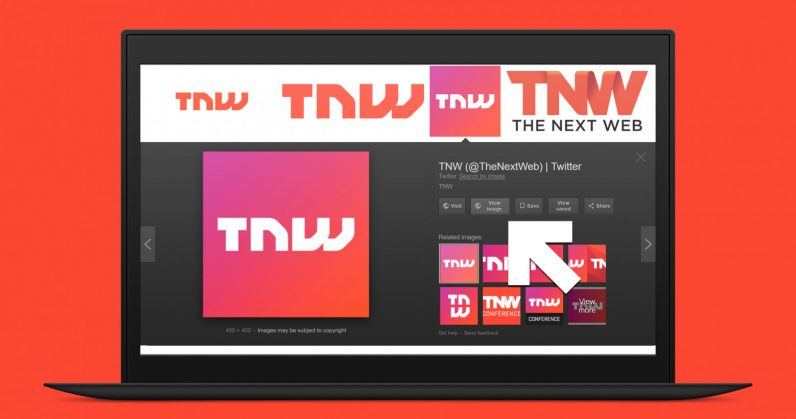 TNW
TNW
TNW
TNW
THE NEXT WEB
TNW
400 × 400 - Images may be subject to copyright
TNW (@TheNextWeb) | Twitter
Twitter Search by image
TNW
Visit
View image
Save
View saved
Share
Related images:
TNW
TNW
TNW
TNW
TNW CONFERENCE
TNW CONFERENCE
View more
Get help - Send feedback